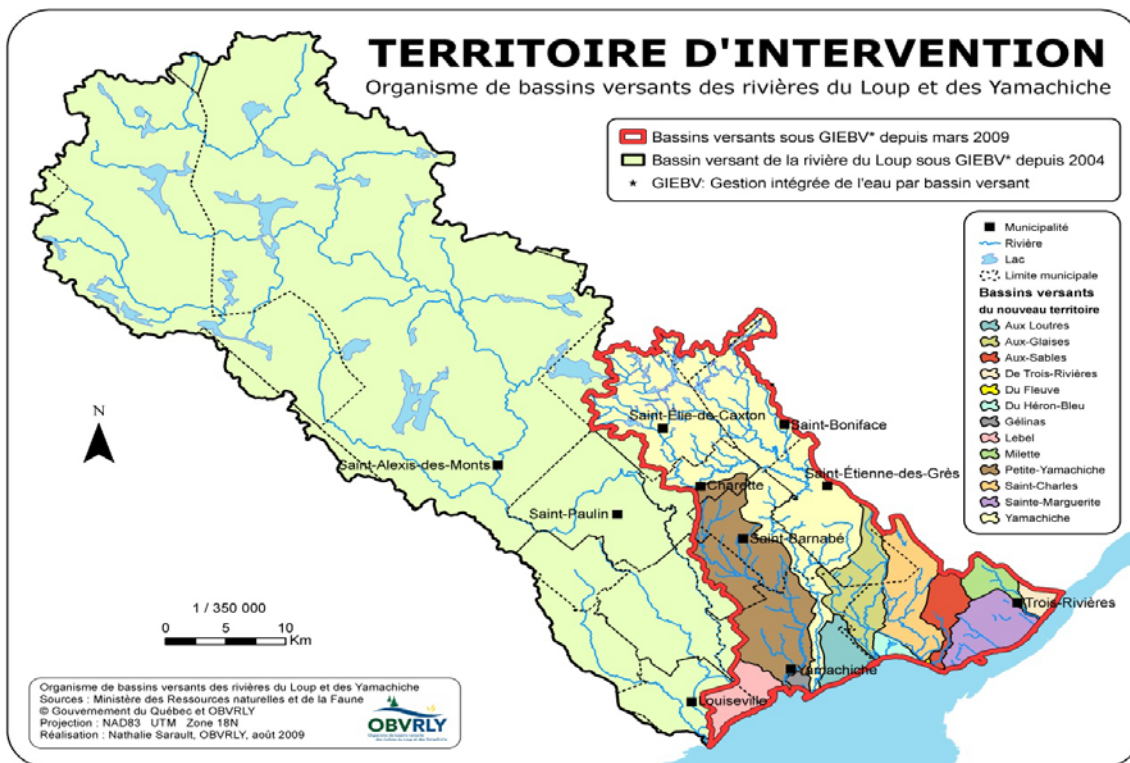 TERRITOIRE D'INTERVENTION
Organisme de bassins versants des rivières du Loup et des Yamachiche
Bassins versants sous GIEBV* depuis mars 2009
Bassin versant de la rivière du Loup sous GIEBV* depuis 2004
* GIEBV: Gestion intégrée de l'eau par bassin versant
Municipalité
Rivière
Lac
Limite municipale
Bassins versants
du nouveau territoire
Aux Loutres
Aux-Glaises
Aux-Sables
De Trois-Rivières
Du Fleuve
Du Héron-Bleu
Gélinas
Lebel
Milette
Petite-Yamachiche
Saint-Charles
Sainte-Marguerite
Yamachiche
N
Saint-Élie-de-Caxton
Saint-Boniface
Saint-Alexis-des-Monts
Charette
Saint-Étienne-des-Grès
Saint-Paulin
Saint-Barnabé
Trois-Rivières
Yamachiche
Louiseville
1 / 350 000
0 5 10
Km
Organisme de bassins versants des rivières du Loup et des Yamachiche
Sources : Ministère des Ressources naturelles et de la Faune
© Gouvernement du Québec et OBVRLY
Projection : NAD83 UTM Zone 18N
Réalisation : Nathalie Sarault, OBVRLY, août 2009
OBVRLY